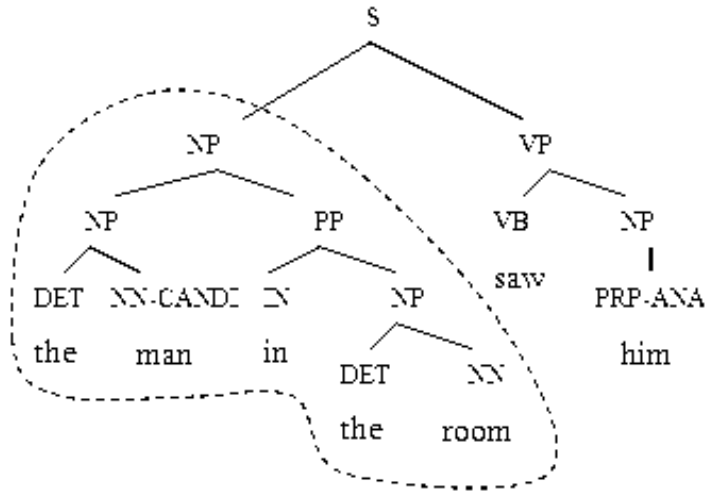 S
NP VP
NP PP VB NP
saw
DET NN-CANDI IN NP PRP-ANA
the man in him
DET NN
the room